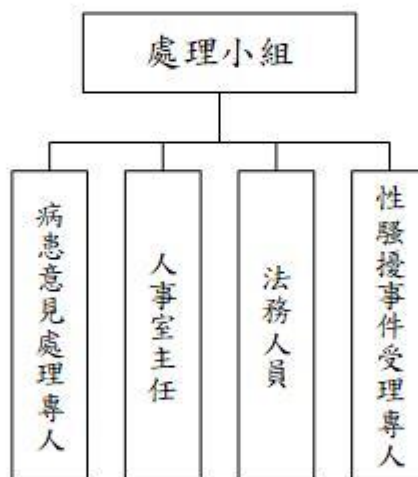 處理小組
病患意見處理專人
人事室主任
法務人員
性騷擾事件受理專人